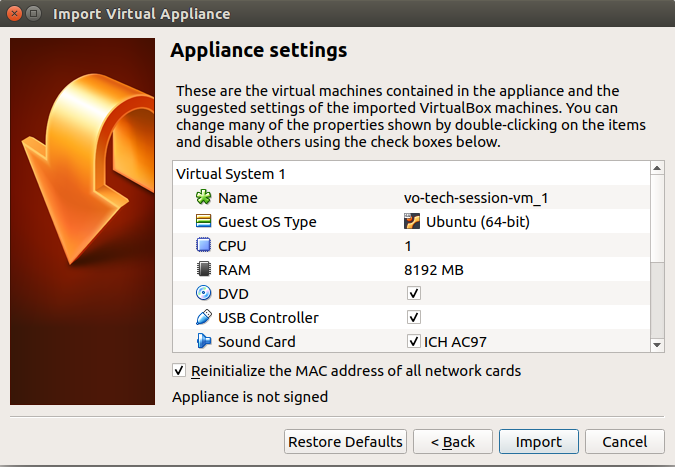 Import Virtual Appliance
Appliance settings
These are the virtual machines contained in the appliance and the
suggested settings of the imported VirtualBox machines. You can
change many of the properties shown by double-clicking on the items
and disable others using the check boxes below.
Virtual System 1
Name vo-tech-session-vm_1
Guest OS Type Ubuntu (64-bit)
CPU 1
RAM 8192 MB
DVD
USB Controller
Sound Card ICH AC97
Reinitialize the MAC address of all network cards
Appliance is not signed
Restore Defaults < Back Import Cancel